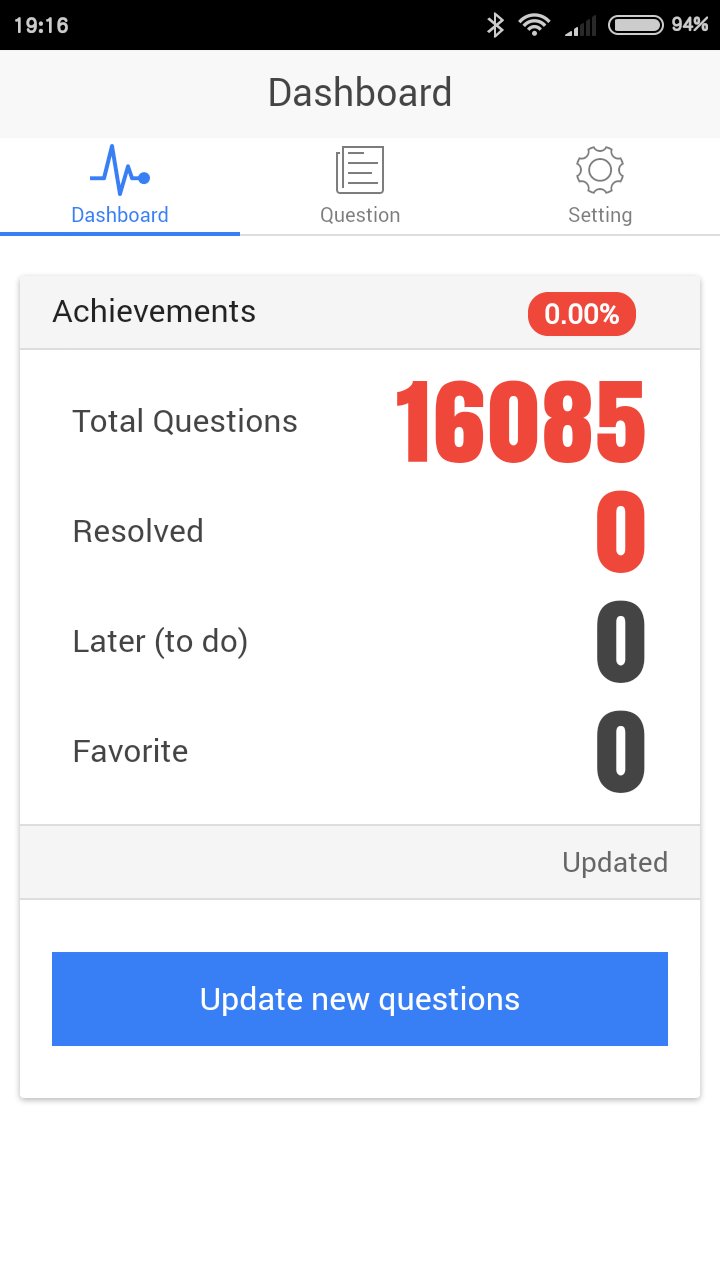 19:16 94%
Dashboard
Dashboard Question Setting
Achievements 0.00%
Total Questions 16085
Resolved 0
Later (to do) 0
Favorite 0
Updated
Update new questions